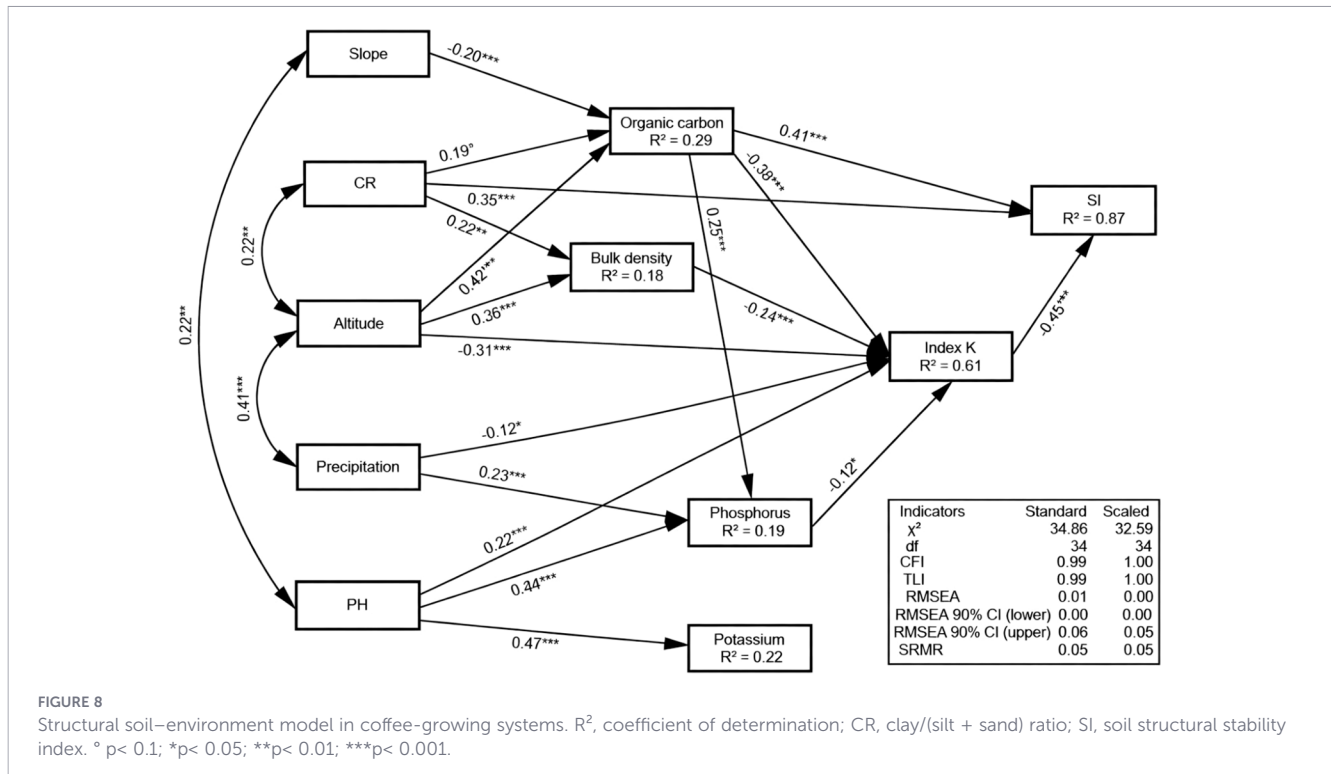 Slope
-0.20***
Organic carbon
R² = 0.29
0.41***
0.19°
-0.38***
CR
0.35***
SI
R² = 0.87
0.22**
0.22**
0.25***
Bulk density
R² = 0.18
0.42***
0.36***
-0.14***
Altitude
-0.31***
Index K
R² = 0.61
-0.45***
0.22**
0.41***
-0.12*
Precipitation
0.23***
-0.12*
Phosphorus
R² = 0.19
0.22***
0.44***
PH
0.47***
Potassium
R² = 0.22
Indicators Standard Scaled
χ² 34.86 32.59
df 34 34
CFI 0.99 1.00
TLI 0.99 1.00
RMSEA 0.01 0.00
RMSEA 90% CI (lower) 0.00 0.00
RMSEA 90% CI (upper) 0.06 0.05
SRMR 0.05 0.05
FIGURE 8
Structural soil–environment model in coffee-growing systems. R², coefficient of determination; CR, clay/(silt + sand) ratio; SI, soil structural stability
index. ° p< 0.1; *p< 0.05; **p< 0.01; ***p< 0.001.